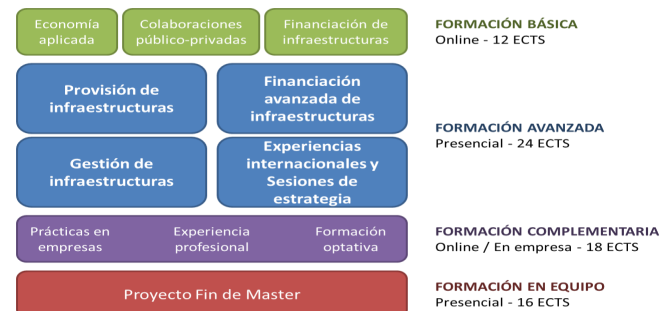 Economía
aplicada
Colaboraciones
público-privadas
Financiación de
infraestructuras
FORMACIÓN BÁSICA
Online - 12 ECTS
Provisión de
infraestructuras
Financiación
avanzada de
infraestructuras
Gestión de
infraestructuras
Experiencias
internacionales y
Sesiones de
estrategia
FORMACIÓN AVANZADA
Presencial - 24 ECTS
Prácticas en
empresas
Experiencia
profesional
Formación
optativa
FORMACIÓN COMPLEMENTARIA
Online / En empresa - 18 ECTS
Proyecto Fin de Master
FORMACIÓN EN EQUIPO
Presencial - 16 ECTS